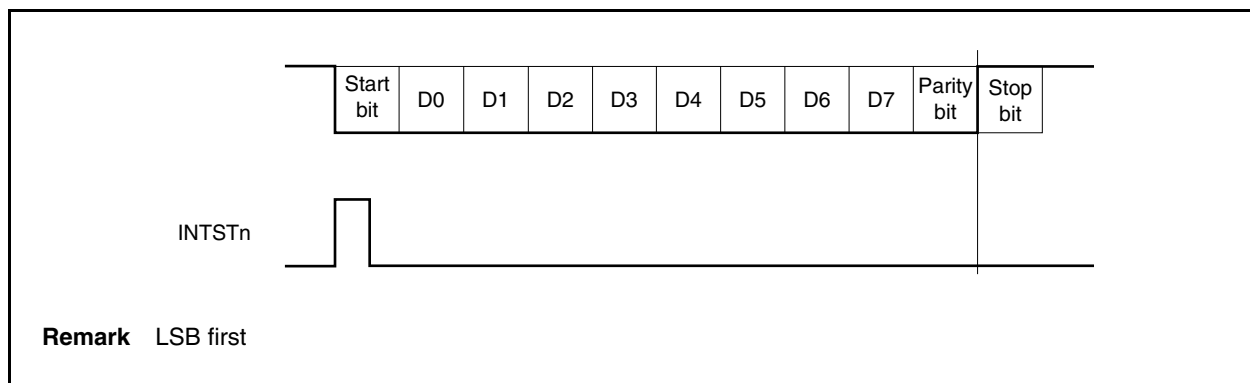 Start bit D0 D1 D2 D3 D4 D5 D6 D7 Parity bit Stop bit
INTSTn
Remark LSB first